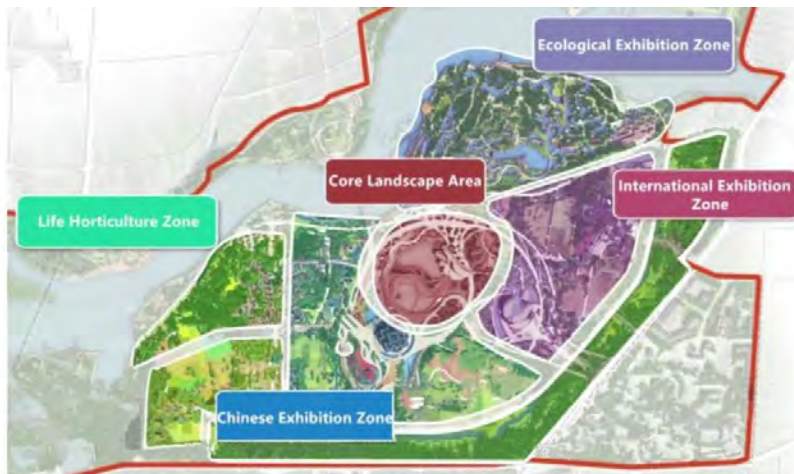 Ecological Exhibition Zone
Core Landscape Area
International Exhibition
Zone
Life Horticulture Zone
Chinese Exhibition Zone